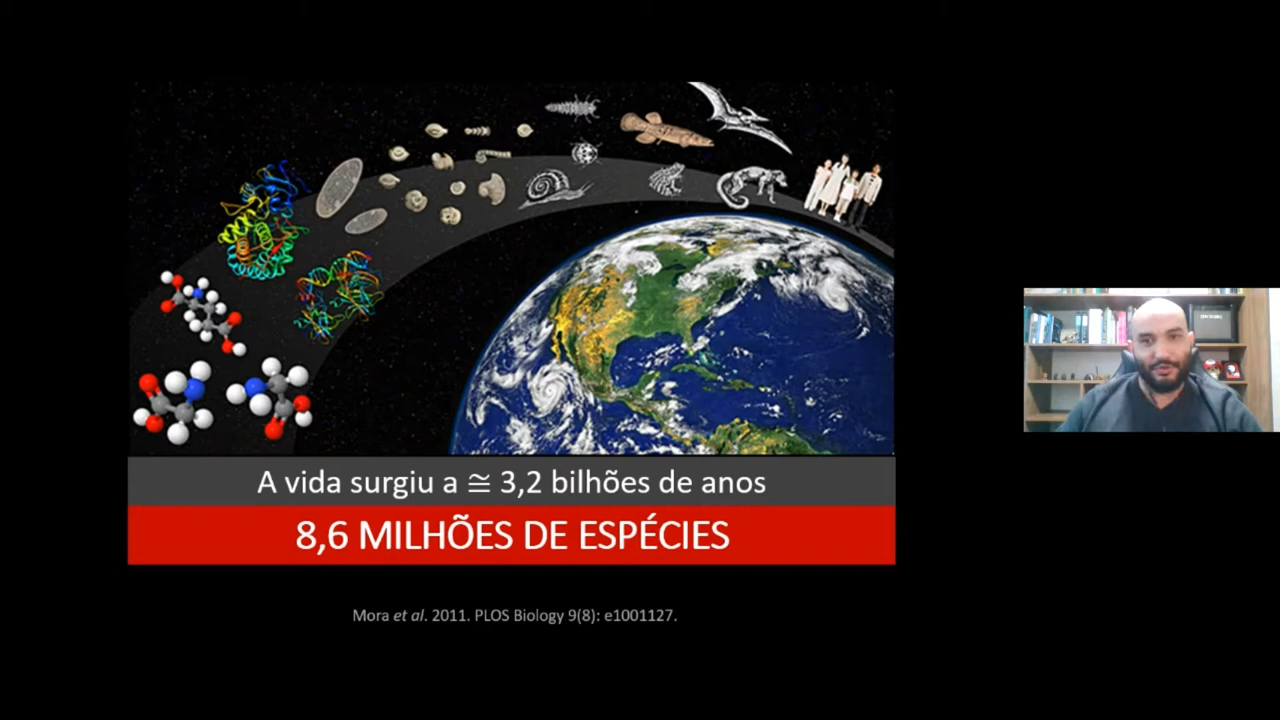 A vida surgiu a ≅ 3,2 bilhões de anos
8,6 MILHÕES DE ESPÉCIES
Mora et al. 2011. PLOS Biology 9(8): e1001127.